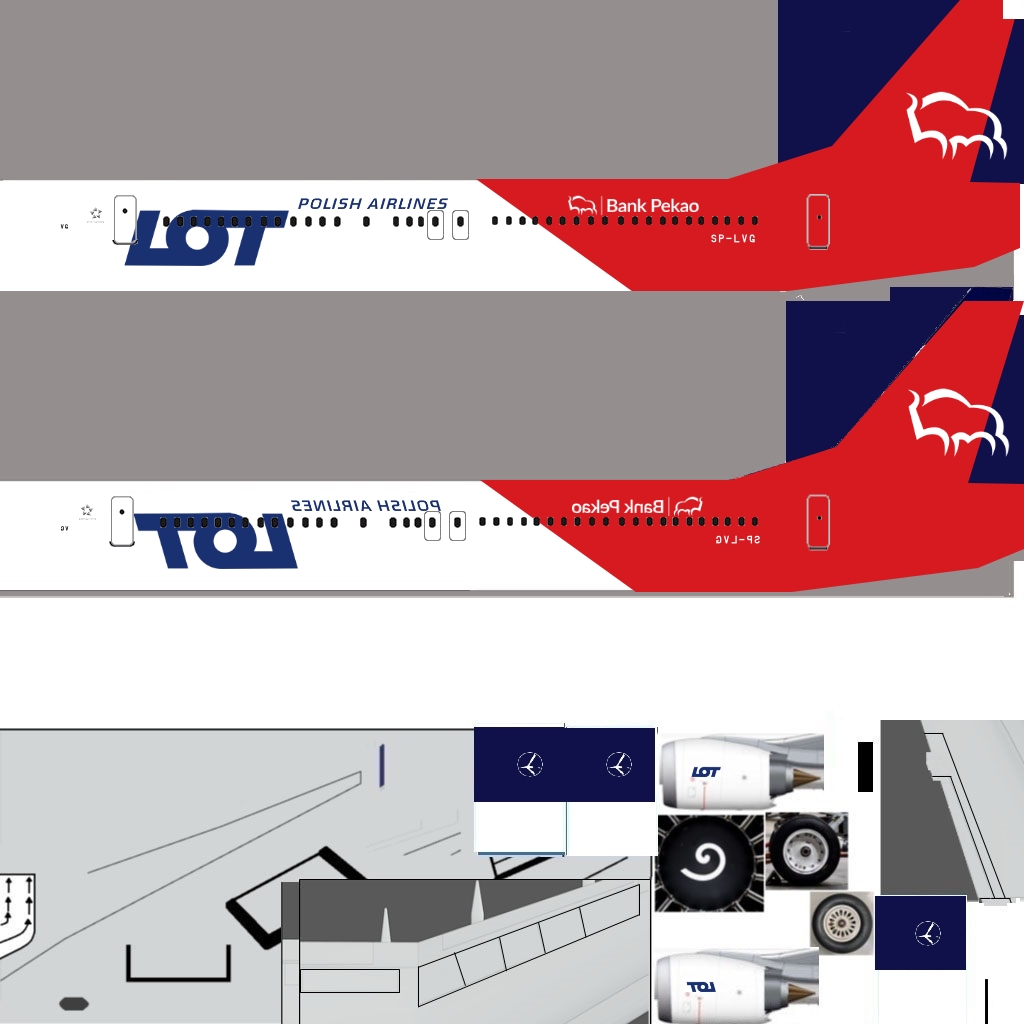 POLISH AIRLINES
LOT
VG
Bank Pekao
SP-LVG
POLISH AIRLINES
LOT
VG
Bank Pekao
SP-LVG
LOT
LOT